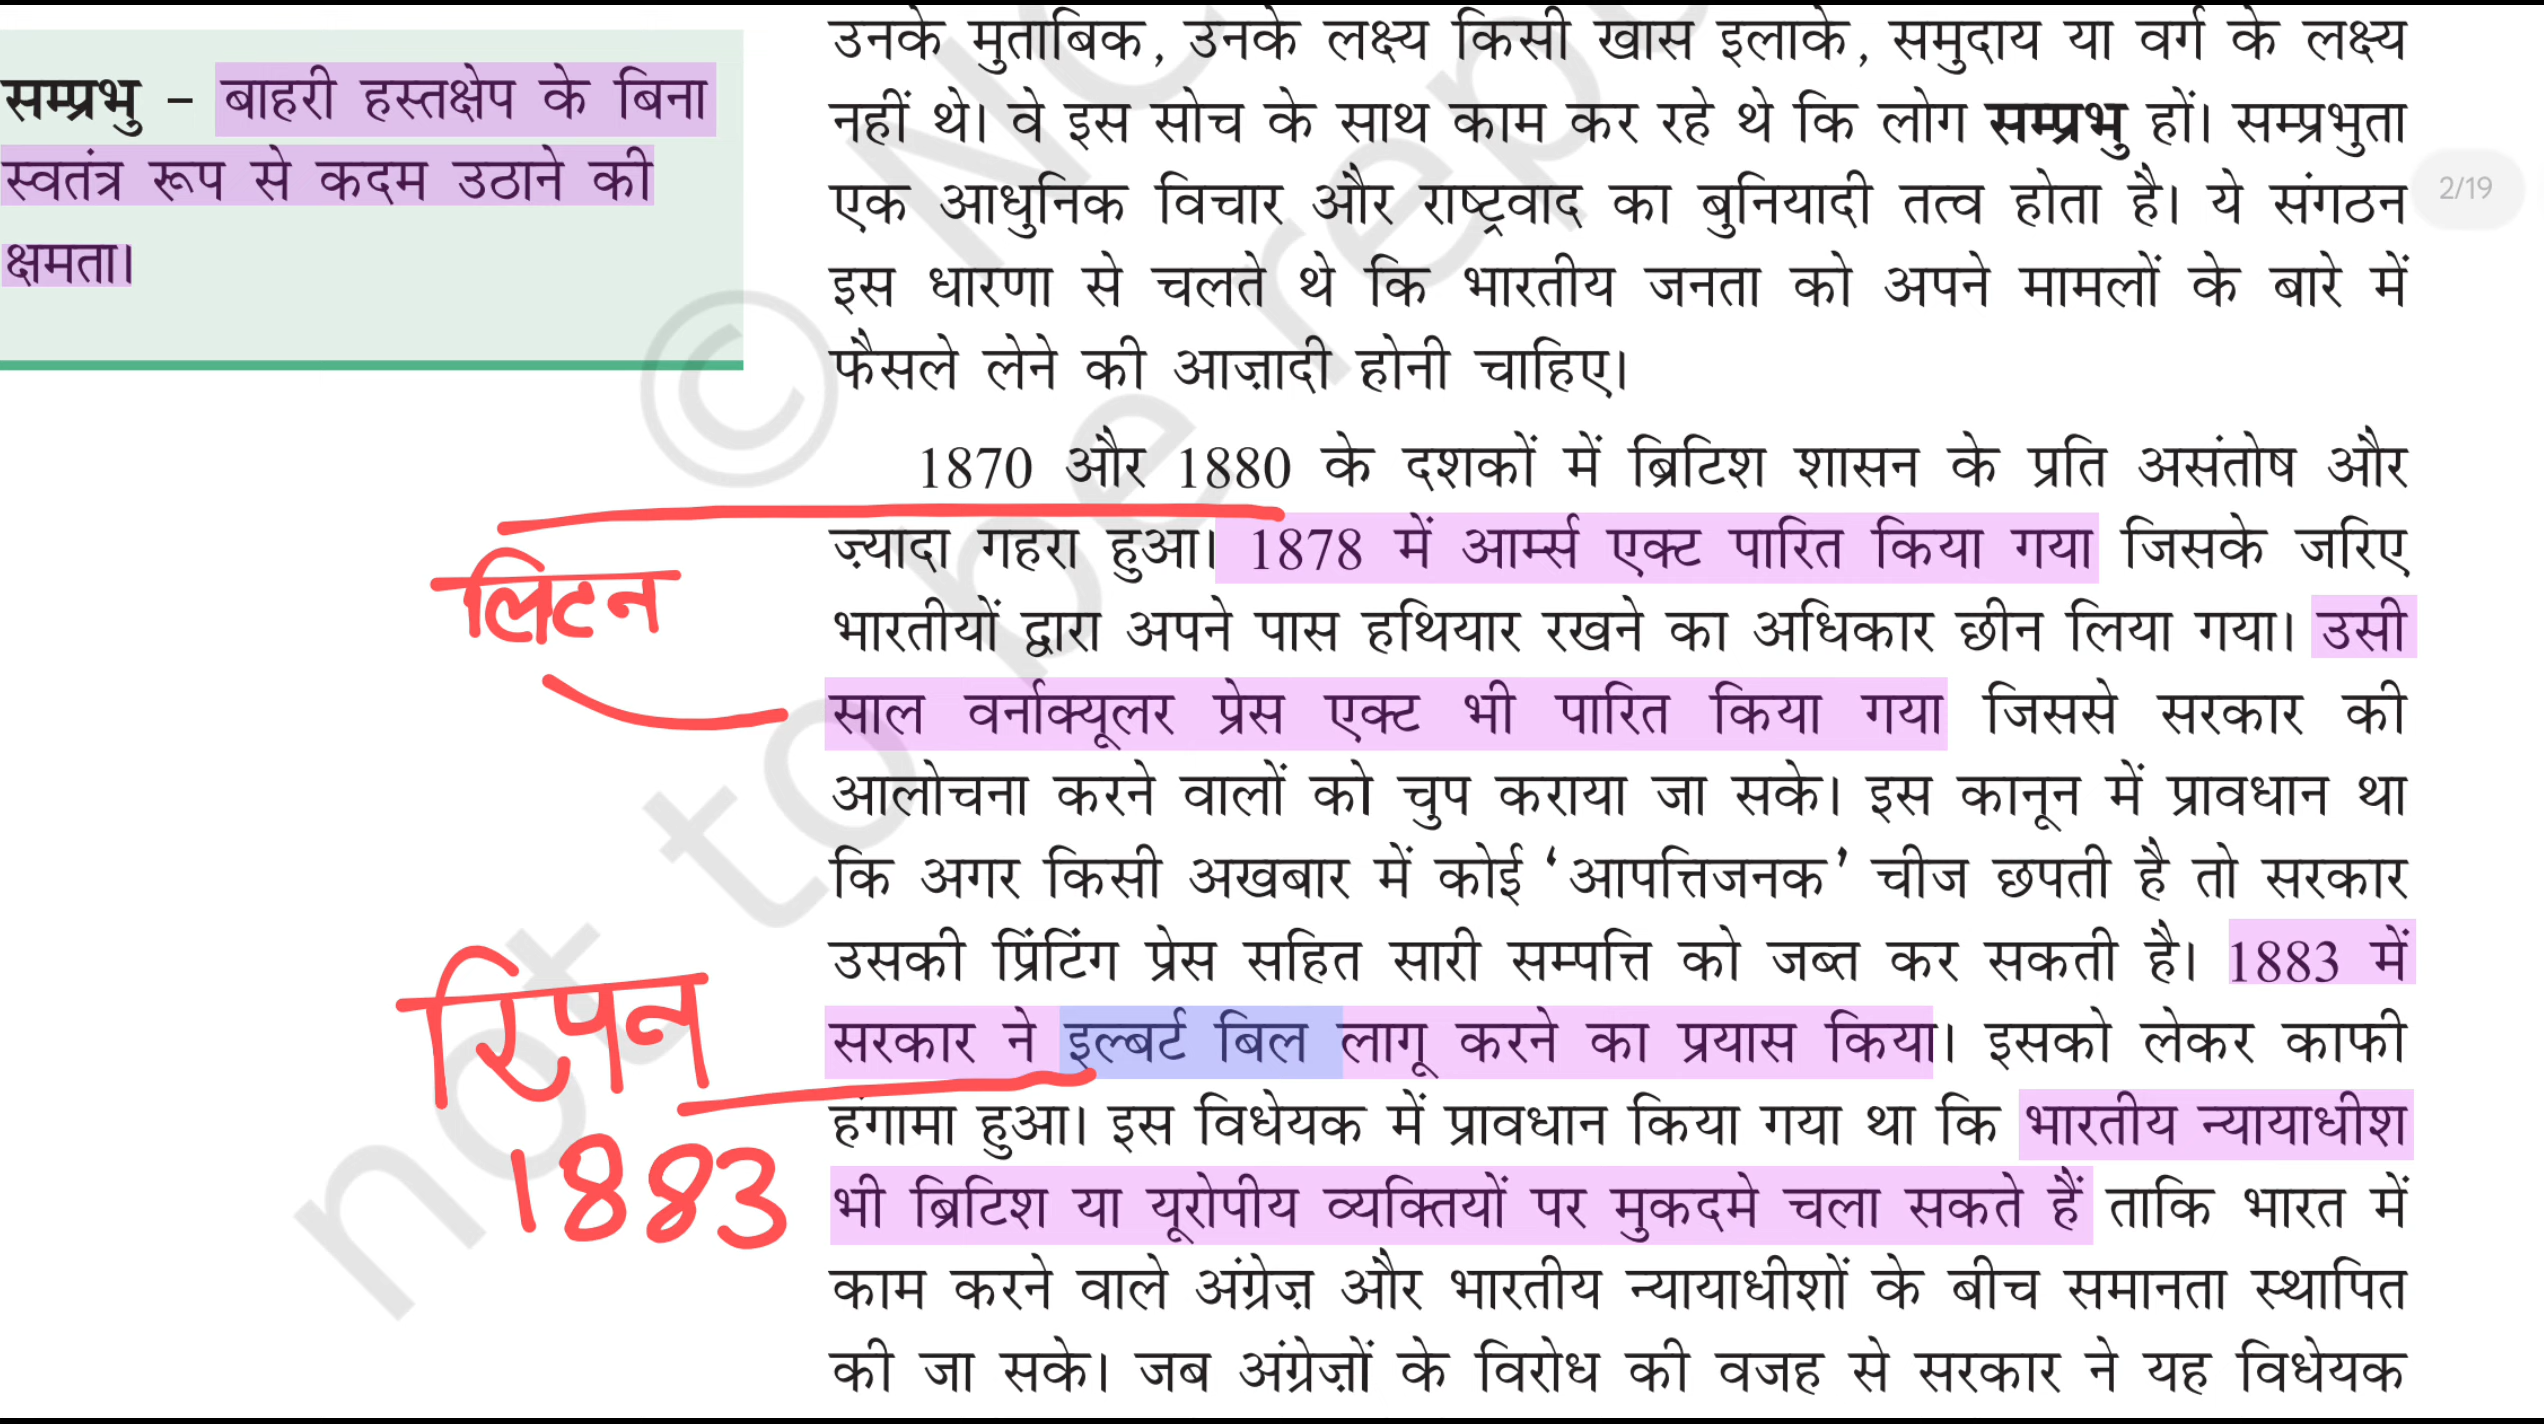 सम्प्रभु – बाहरी हस्तक्षेप के बिना
स्वतंत्र रूप से कदम उठाने की
क्षमता।
उनके मुताबिक, उनके लक्ष्य किसी खास इलाके, समुदाय या वर्ग के लक्ष्य
नहीं थे। वे इस सोच के साथ काम कर रहे थे कि लोग सम्प्रभु हों। सम्प्रभुता
एक आधुनिक विचार और राष्ट्रवाद का बुनियादी तत्व होता है। ये संगठन
2/19
इस धारणा से चलते थे कि भारतीय जनता को अपने मामलों के बारे में
फैसले लेने की आज़ादी होनी चाहिए।
1870 और 1880 के दशकों में ब्रिटिश शासन के प्रति असंतोष और
ज़्यादा गहरा हुआ। 1878 में आर्म्स एक्ट पारित किया गया जिसके जरिए
लिटन
भारतीयों द्वारा अपने पास हथियार रखने का अधिकार छीन लिया गया। उसी
साल वर्नाक्यूलर प्रेस एक्ट भी पारित किया गया जिससे सरकार की
आलोचना करने वालों को चुप कराया जा सके। इस कानून में प्रावधान था
कि अगर किसी अखबार में कोई ‘आपत्तिजनक’ चीज छपती है तो सरकार
उसकी प्रिंटिंग प्रेस सहित सारी सम्पत्ति को जब्त कर सकती है। 1883 में
रिपन
सरकार ने इल्बर्ट बिल लागू करने का प्रयास किया। इसको लेकर काफी
हंगामा हुआ। इस विधेयक में प्रावधान किया गया था कि भारतीय न्यायाधीश
1883
भी ब्रिटिश या यूरोपीय व्यक्तियों पर मुकदमे चला सकते हैं ताकि भारत में
काम करने वाले अंग्रेज़ और भारतीय न्यायाधीशों के बीच समानता स्थापित
की जा सके। जब अंग्रेज़ों के विरोध की वजह से सरकार ने यह विधेयक
© NC
not to be rep